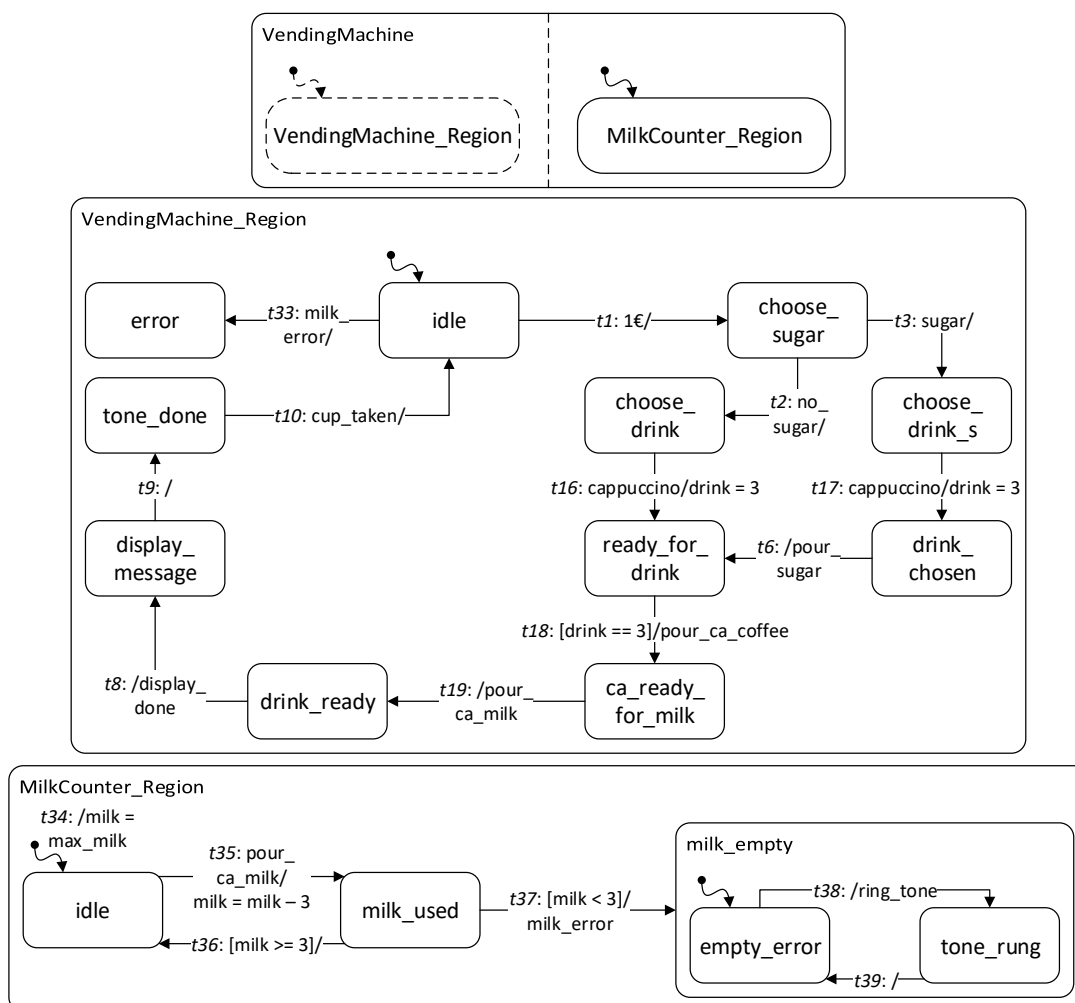 VendingMachine
VendingMachine_Region
MilkCounter_Region
VendingMachine_Region
error
t33: milk_
error/
idle
t1: 1€/
choose_
sugar
t3: sugar/
tone_done
t10: cup_taken/
choose_
drink
t2: no_
sugar/
choose_
drink_s
t9: /
t16: cappuccino/drink = 3
t17: cappuccino/drink = 3
display_
message
ready_for_
drink
t6: /pour_
sugar
drink_
chosen
t18: [drink == 3]/pour_ca_coffee
t8: /display_
done
drink_ready
t19: /pour_
ca_milk
ca_ready_
for_milk
MilkCounter_Region
t34: /milk =
max_milk
idle
t35: pour_
ca_milk/
milk = milk – 3
t36: [milk >= 3]/
milk_used
t37: [milk < 3]/
milk_error
milk_empty
t38: /ring_tone
empty_error
tone_rung
t39: /